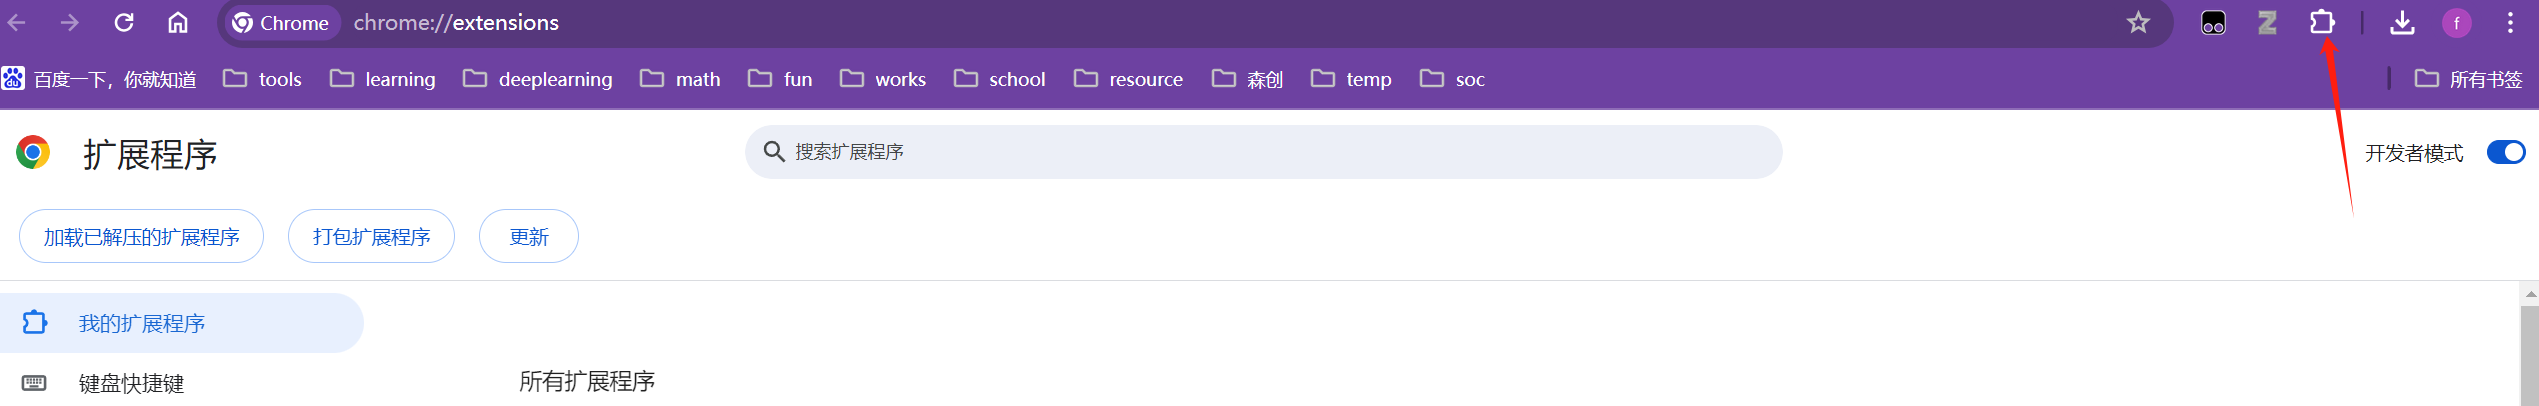 Chrome chrome://extensions f
du 百度一下，你就知道 tools learning deeplearning math fun works school resource 森创 temp soc 所有书签
扩展程序 搜索扩展程序 开发者模式
加载已解压的扩展程序 打包扩展程序 更新
我的扩展程序
键盘快捷键 所有扩展程序